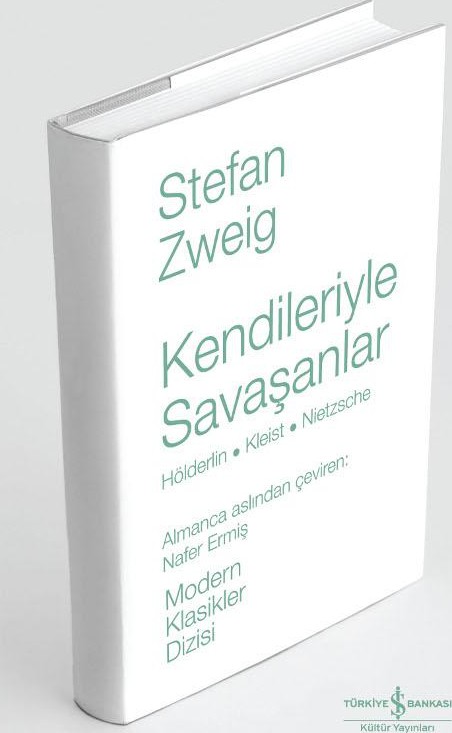 Stefan
Zweig
Kendileriyle
Savaşanlar
Hölderlin • Kleist • Nietzsche
Almanca aslından çeviren:
Nafer Ermiş
Modern
Klasikler
Dizisi
TÜRKİYE İŞ BANKASI
Kültür Yayınları